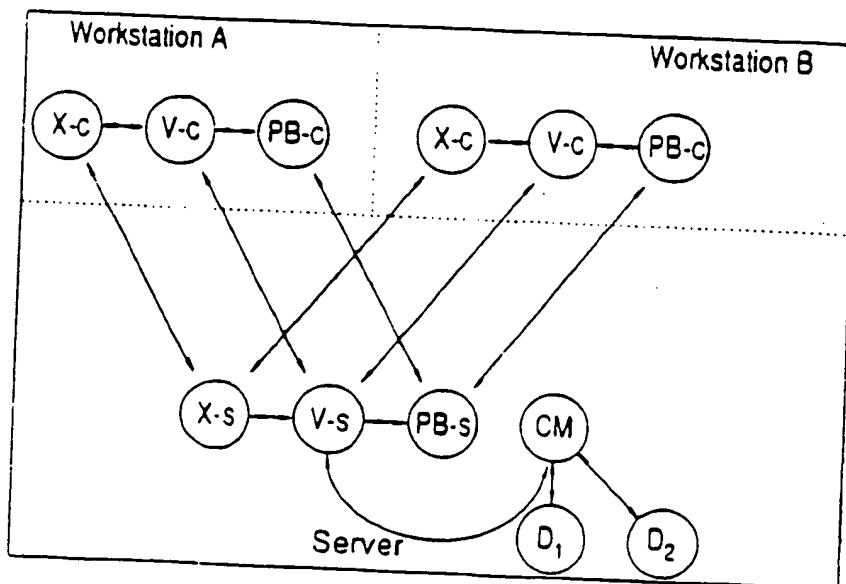 Workstation A
Workstation B
X-c
V-c
PB-c
X-c
V-c
PB-c
X-s
V-s
PB-s
CM
Server
D1
D2